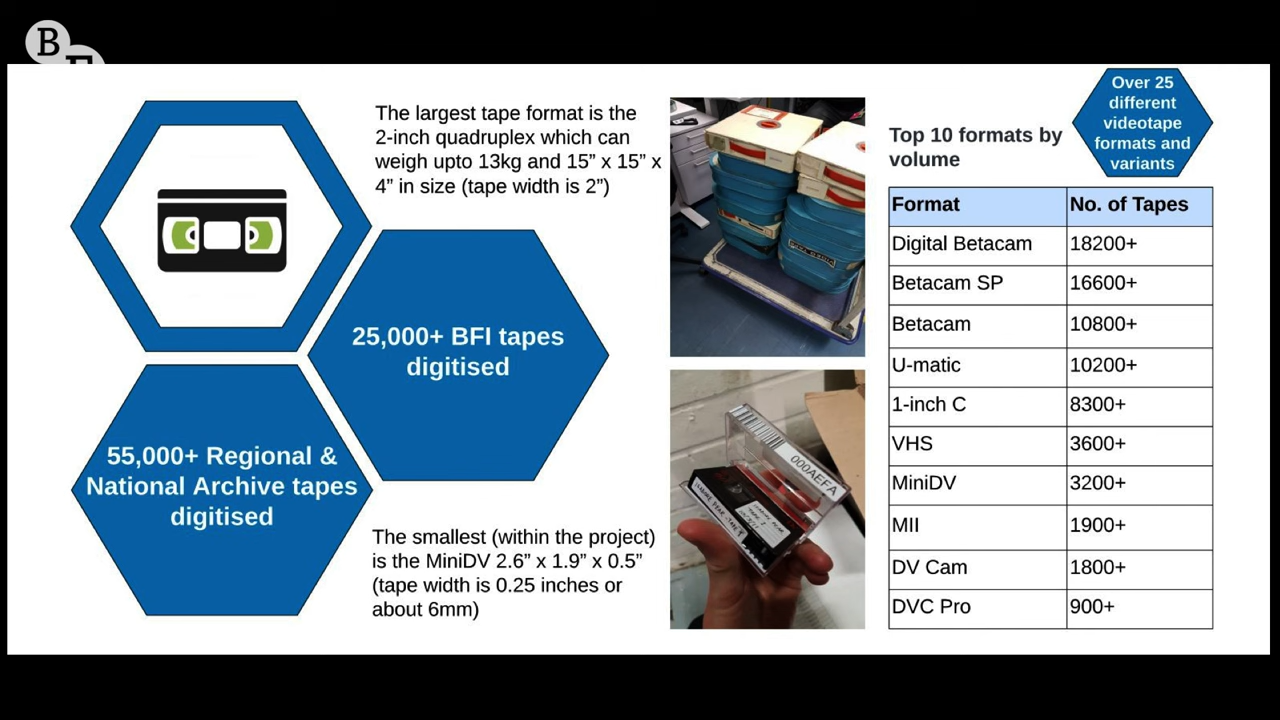 B
The largest tape format is the
2-inch quadruplex which can
weigh upto 13kg and 15” x 15” x
4” in size (tape width is 2”)
25,000+ BFI tapes
digitised
55,000+ Regional &
National Archive tapes
digitised
The smallest (within the project)
is the MiniDV 2.6” x 1.9” x 0.5”
(tape width is 0.25 inches or
about 6mm)
000AEFA
Over 25
different
videotape
formats and
variants
Top 10 formats by
volume
Format No. of Tapes
Digital Betacam 18200+
Betacam SP 16600+
Betacam 10800+
U-matic 10200+
1-inch C 8300+
VHS 3600+
MiniDV 3200+
MII 1900+
DV Cam 1800+
DVC Pro 900+